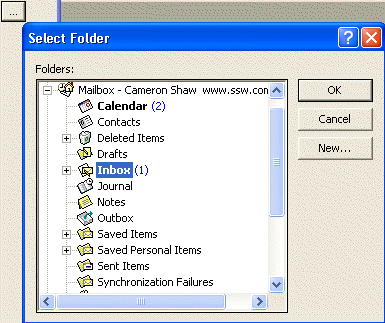 ...
Select Folder
Folders:
Mailbox - Cameron Shaw www.ssw.com
Calendar (2)
Contacts
Deleted Items
Drafts
Inbox (1)
Journal
Notes
Outbox
Saved Items
Saved Personal Items
Sent Items
Synchronization Failures
OK
Cancel
New...